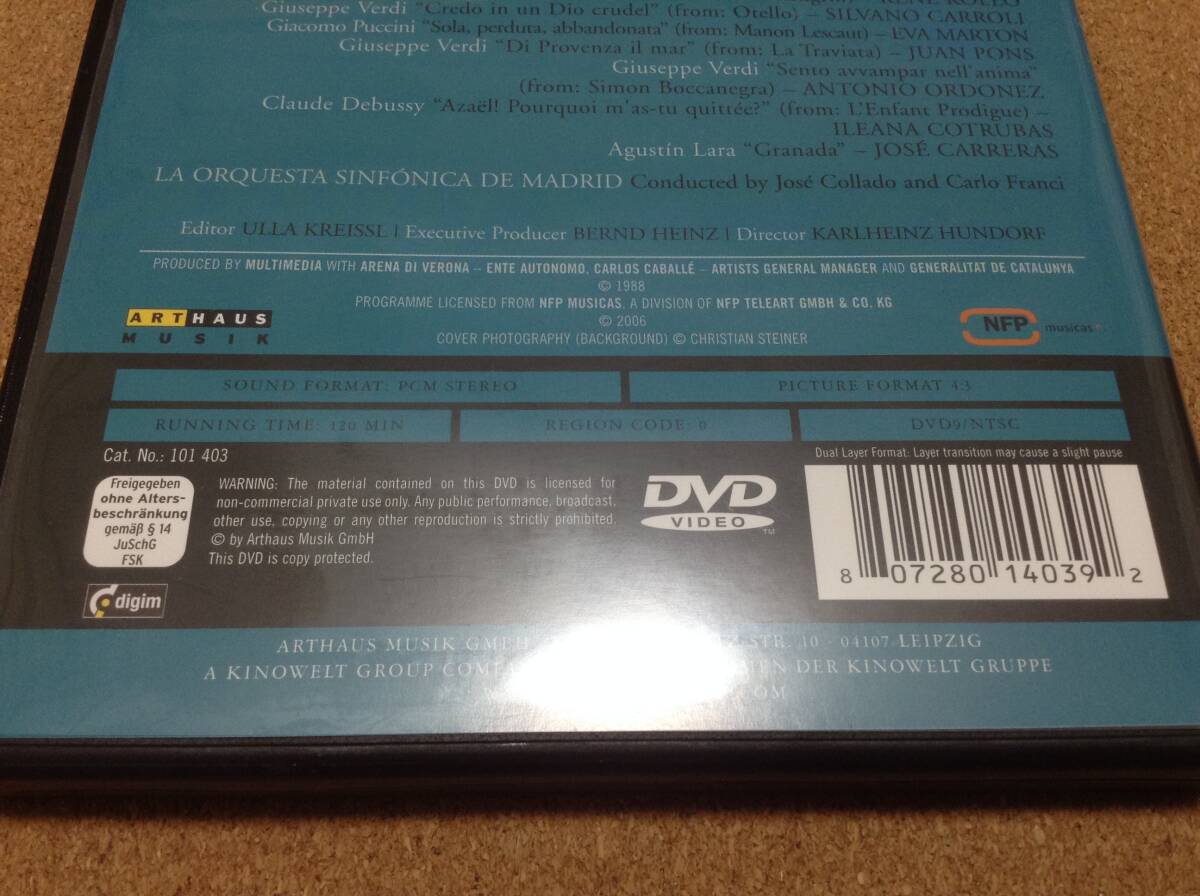 RENÉ KOLLO
Giuseppe Verdi “Credo in un Dio crudel” (from: Otello) – SILVANO CARROLI
Giacomo Puccini “Sola, perduta, abbandonata” (from: Manon Lescaut) – EVA MARTON
Giuseppe Verdi “Di Provenza il mar” (from: La Traviata) – JUAN PONS
Giuseppe Verdi “Sento avvampar nell'anima”
(from: Simon Boccanegra) – ANTONIO ORDONEZ
Claude Debussy “Azaël! Pourquoi m'as-tu quittée?” (from: L'Enfant Prodigue) –
ILEANA COTRUBAS
Agustín Lara “Granada” – JOSÉ CARRERAS
LA ORQUESTA SINFÓNICA DE MADRID Conducted by José Collado and Carlo Franci
Editor ULLA KREISSL | Executive Producer BERND HEINZ | Director KARLHEINZ HUNDORF
PRODUCED BY MULTIMEDIA WITH ARENA DI VERONA – ENTE AUTONOMO, CARLOS CABALLÉ – ARTISTS GENERAL MANAGER AND GENERALITAT DE CATALUNYA
© 1988
PROGRAMME LICENSED FROM NFP MUSICAS, A DIVISION OF NFP TELEART GMBH & CO. KG
© 2006
COVER PHOTOGRAPHY (BACKGROUND) © CHRISTIAN STEINER
ARTHAUS
MUSIK
NFP musicas
SOUND FORMAT: PCM STEREO
PICTURE FORMAT 4:3
RUNNING TIME: 120 MIN
REGION CODE: 0
DVD9/NTSC
Cat. No.: 101 403
Dual Layer Format: Layer transition may cause a slight pause
Freigegeben
ohne Alters-
beschränkung
gemäß § 14
JuSchG
FSK
WARNING: The material contained on this DVD is licensed for
non-commercial private use only. Any public performance, broadcast,
other use, copying or any other reproduction is strictly prohibited.
© by Arthaus Musik GmbH
This DVD is copy protected.
DVD
VIDEO
TM
8 07280 14039 2
digim
ARTHAUS MUSIK GMBH STR. 10 · 04107 LEIPZIG
A KINOWELT GROUP DER KINOWELT GRUPPE
.COM